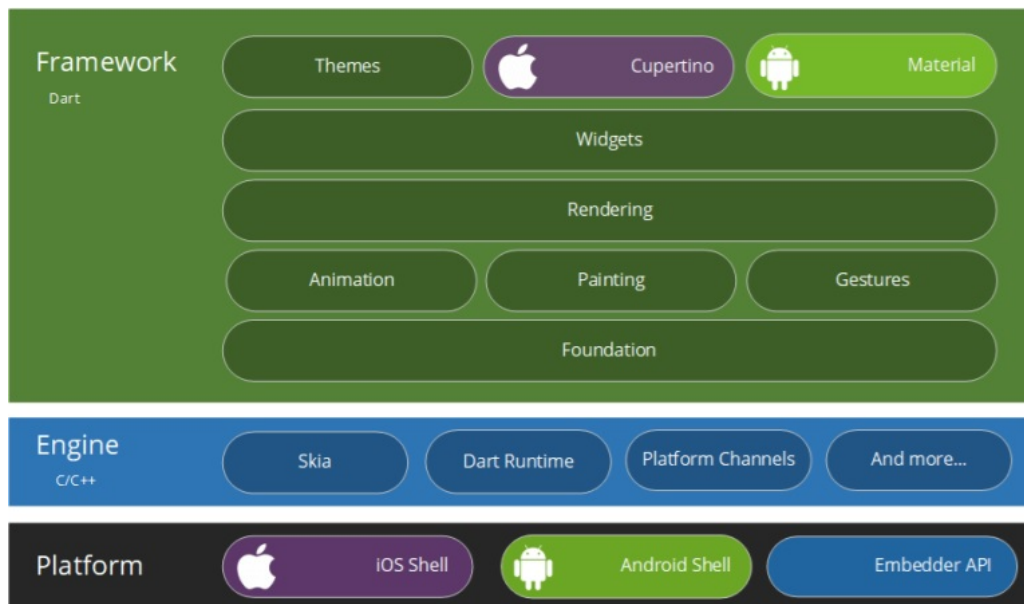 Framework
Dart
Themes
Cupertino
Material
Widgets
Rendering
Animation
Painting
Gestures
Foundation
Engine
C/C++
Skia
Dart Runtime
Platform Channels
And more...
Platform
iOS Shell
Android Shell
Embedder API